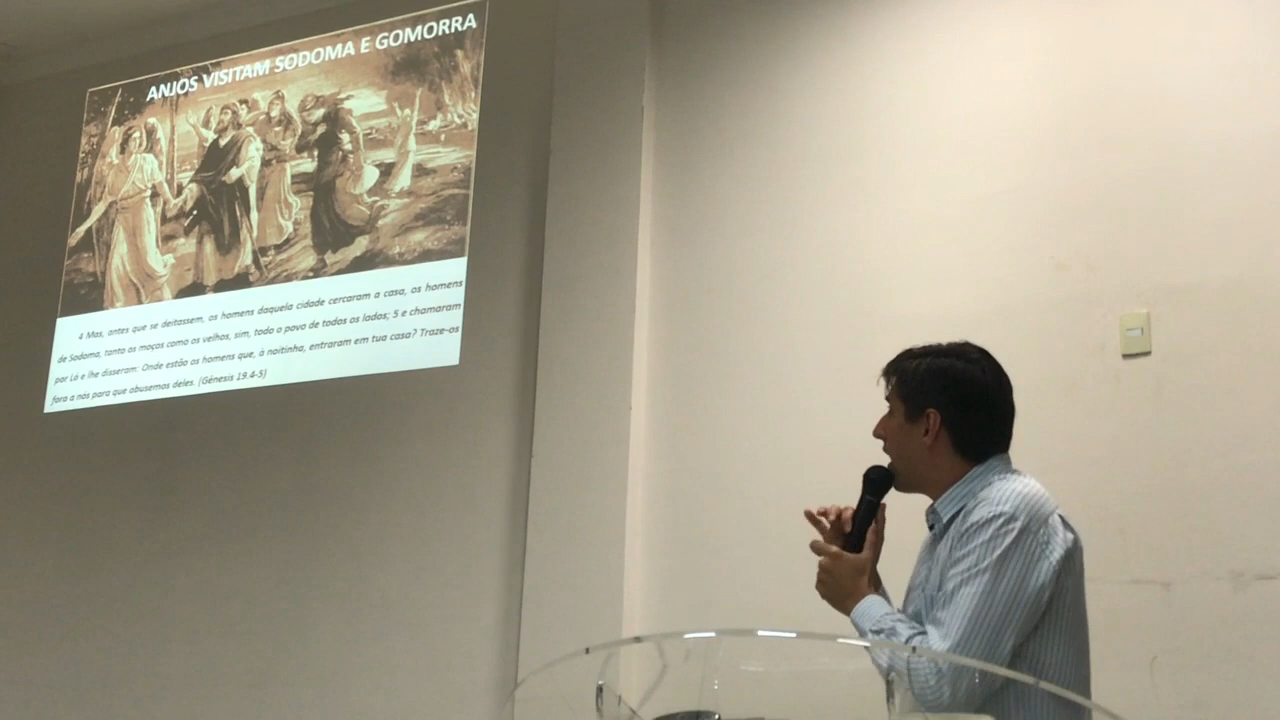 ANJOS VISITAM SODOMA E GOMORRA
4 Mas, antes que se deitassem, os homens daquela cidade cercaram a casa, os homens
de Sodoma, tanto os moços como os velhos, sim, todo o povo de todos os lados; 5 e chamaram
por Ló e lhe disseram: Onde estão os homens que, à noitinha, entraram em tua casa? Traze-os
fora a nós para que abusemos deles. (Gênesis 19.4-5)